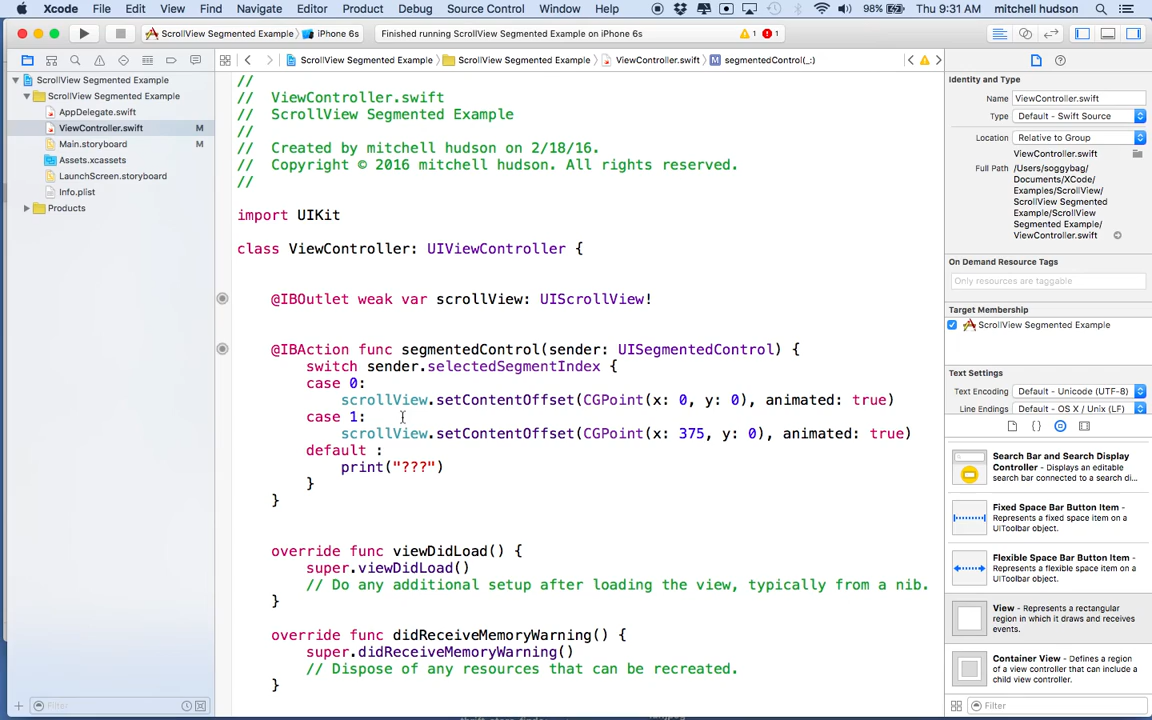 Xcode File Edit View Find Navigate Editor Product Debug Source Control Window Help 98% Thu 9:31 AM mitchell hudson
ScrollView Segmented Example iPhone 6s Finished running ScrollView Segmented Example on iPhone 6s 1 1
ScrollView Segmented Example ScrollView Segmented Example ViewController.swift M segmentedControl(_:)
ScrollView Segmented Example
ScrollView Segmented Example
AppDelegate.swift
ViewController.swift M
Main.storyboard M
Assets.xcassets
LaunchScreen.storyboard
Info.plist
Products
Filter
//
// ViewController.swift
// ScrollView Segmented Example
//
// Created by mitchell hudson on 2/18/16.
// Copyright © 2016 mitchell hudson. All rights reserved.
//
import UIKit
class ViewController: UIViewController {
@IBOutlet weak var scrollView: UIScrollView!
@IBAction func segmentedControl(sender: UISegmentedControl) {
switch sender.selectedSegmentIndex {
case 0:
scrollView.setContentOffset(CGPoint(x: 0, y: 0), animated: true)
case 1:
scrollView.setContentOffset(CGPoint(x: 375, y: 0), animated: true)
default :
print("???")
}
}
override func viewDidLoad() {
super.viewDidLoad()
// Do any additional setup after loading the view, typically from a nib.
}
override func didReceiveMemoryWarning() {
super.didReceiveMemoryWarning()
// Dispose of any resources that can be recreated.
}
Identity and Type
Name ViewController.swift
Type Default - Swift Source
Location Relative to Group
ViewController.swift
Full Path /Users/soggybag/
Documents/XCode/
Examples/ScrollView/
ScrollView Segmented
Example/ScrollView
Segmented Example/
ViewController.swift
On Demand Resource Tags
Only resources are taggable
Target Membership
ScrollView Segmented Example
Text Settings
Text Encoding Default - Unicode (UTF-8)
Line Endings Default - OS X / Unix (LF)
Search Bar and Search Display
Controller - Displays an editable
search bar connected to a search di...
Fixed Space Bar Button Item -
Represents a fixed space item on a
UIToolbar object.
Flexible Space Bar Button Item -
Represents a flexible space item on a
UIToolbar object.
View - Represents a rectangular
region in which it draws and receives
events.
Container View - Defines a region
of a view controller that can include a
child view controller.
Filter